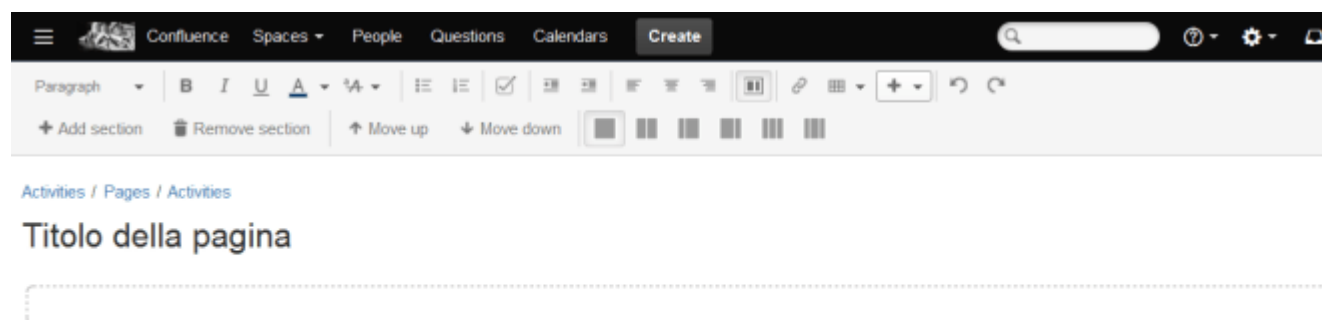 Confluence Spaces People Questions Calendars Create
Paragraph B I U A
+ Add section Remove section Move up Move down
Activities / Pages / Activities
Titolo della pagina